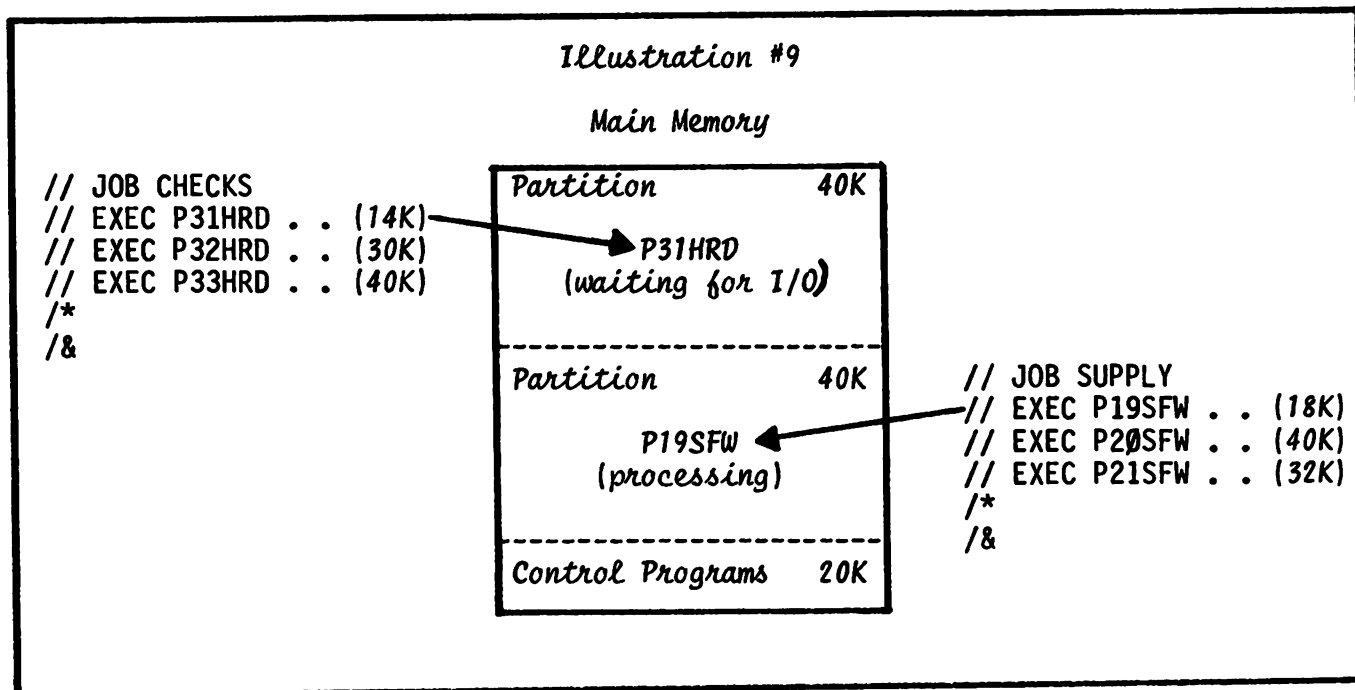 Illustration #9
Main Memory
// JOB CHECKS
// EXEC P31HRD . . (14K)
// EXEC P32HRD . . (30K)
// EXEC P33HRD . . (40K)
/*
/&
Partition 40K
P31HRD
(waiting for I/O)
Partition 40K
P19SFW
(processing)
Control Programs 20K
// JOB SUPPLY
// EXEC P19SFW . . (18K)
// EXEC P2ØSFW . . (40K)
// EXEC P21SFW . . (32K)
/*
/&